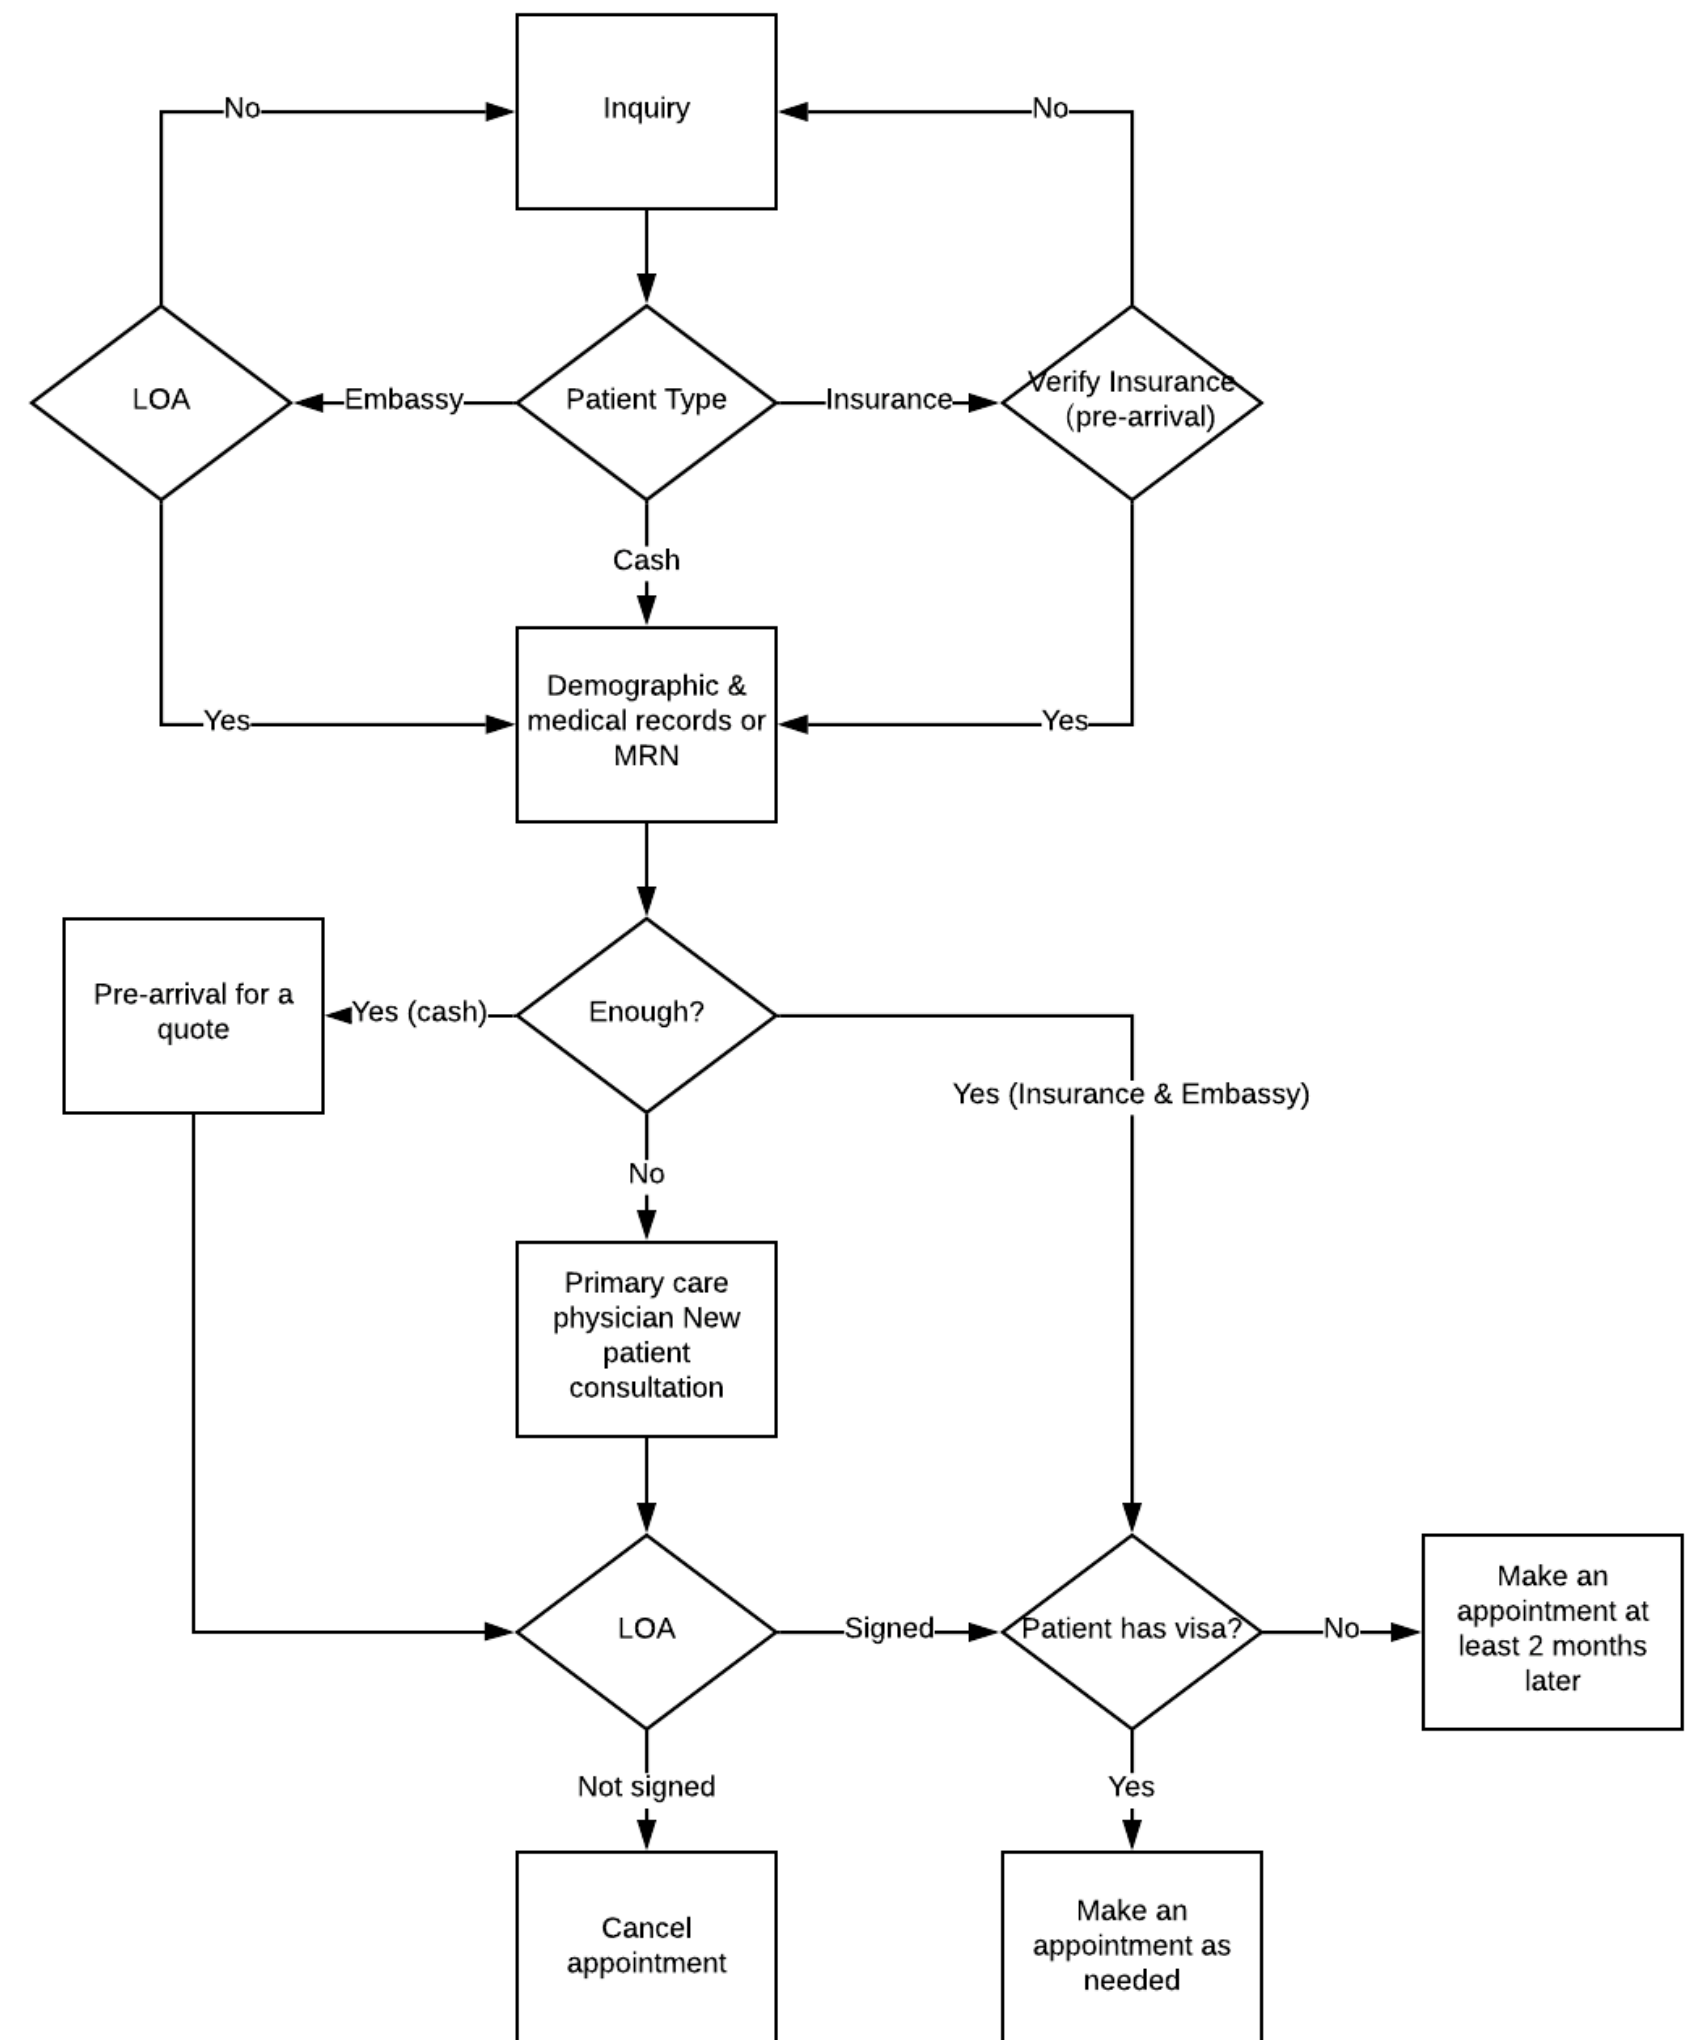 No
Inquiry
No
LOA
Embassy
Patient Type
Insurance
Verify Insurance
(pre-arrival)
Cash
Yes
Demographic &
medical records or
MRN
Yes
Pre-arrival for a
quote
Yes (cash)
Enough?
Yes (Insurance & Embassy)
No
Primary care
physician New
patient
consultation
LOA
Signed
Patient has visa?
No
Make an
appointment at
least 2 months
later
Not signed
Yes
Cancel
appointment
Make an
appointment as
needed